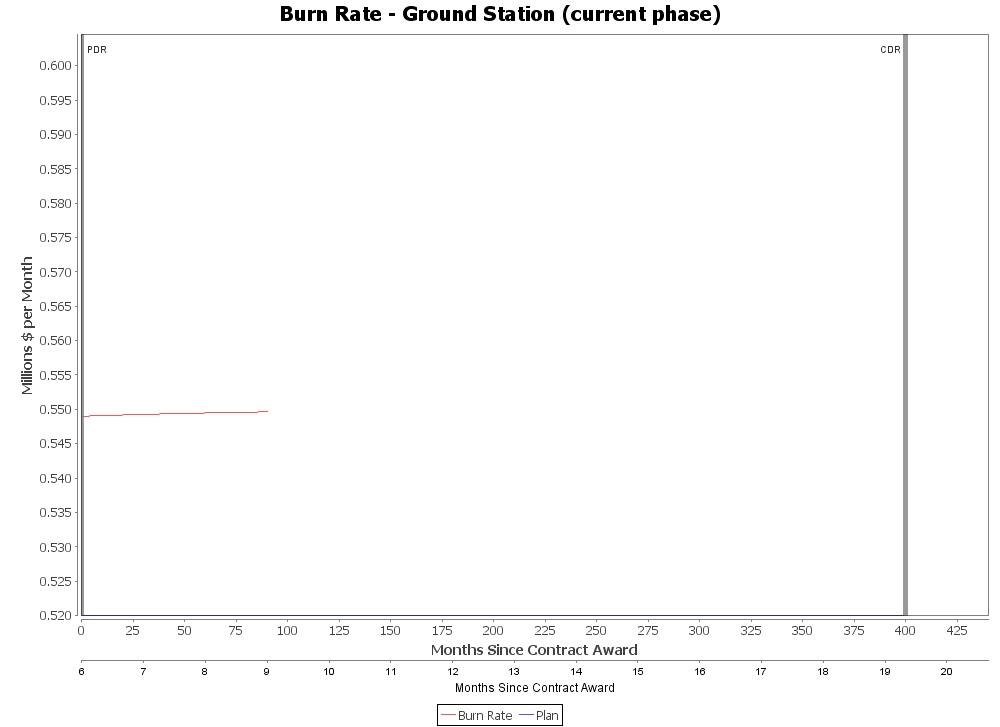 Burn Rate - Ground Station (current phase)
PDR
CDR
0.600
0.595
0.590
0.585
0.580
0.575
0.570
0.565
0.560
0.555
0.550
0.545
0.540
0.535
0.530
0.525
0.520
Millions $ per Month
0 25 50 75 100 125 150 175 200 225 250 275 300 325 350 375 400 425
Months Since Contract Award
6 7 8 9 10 11 12 13 14 15 16 17 18 19 20
Months Since Contract Award
Burn Rate Plan